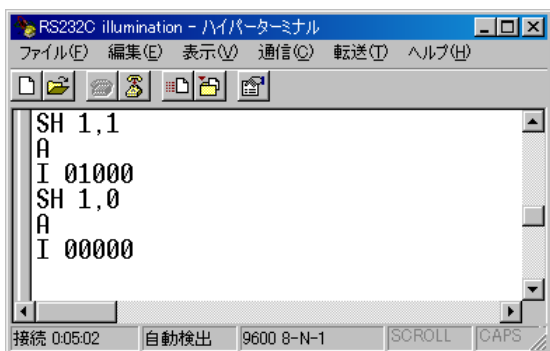 RS232C illumination - ハイパーターミナル
ファイル(F) 編集(E) 表示(V) 通信(C) 転送(T) ヘルプ(H)
SH 1,1
A
I 01000
SH 1,0
A
I 00000
接続 0:05:02 自動検出 9600 8-N-1 SCROLL CAPS